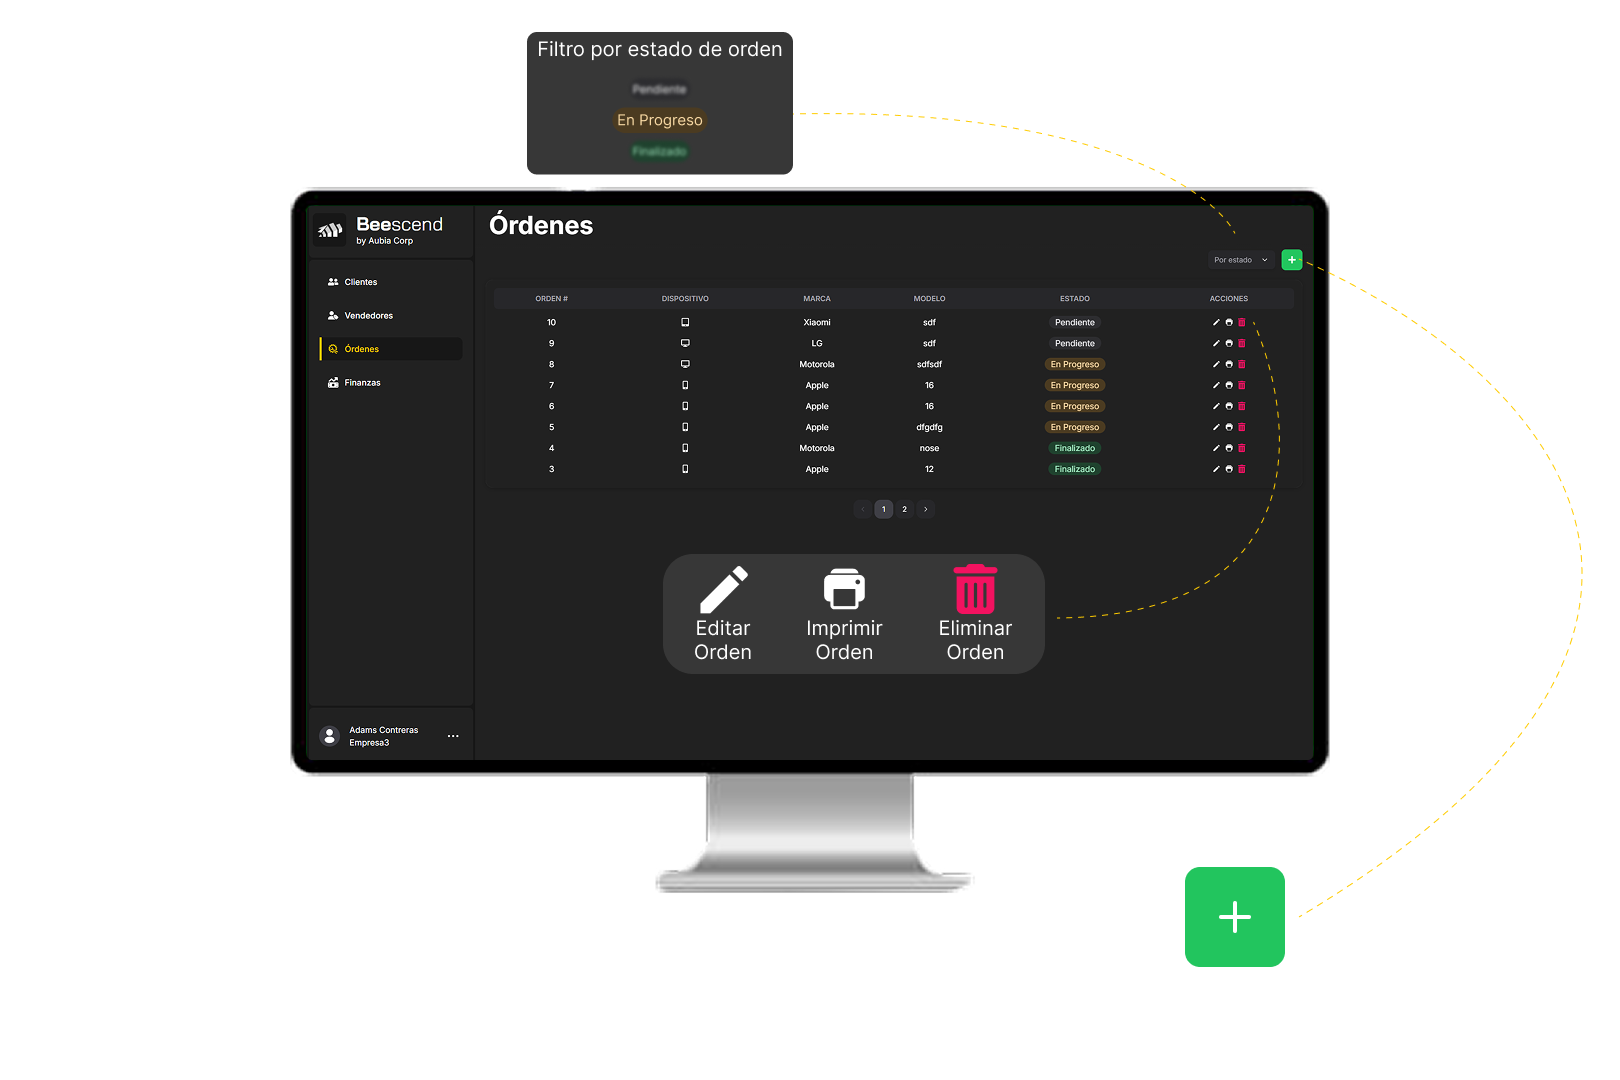 Filtro por estado de orden
Pendiente
En Progreso
Finalizado
Beescend
by Aubia Corp
Órdenes
Por estado
Clientes
Vendedores
Órdenes
Finanzas
ORDEN # DISPOSITIVO MARCA MODELO ESTADO ACCIONES
10 Xiaomi sdf Pendiente
9 LG sdf Pendiente
8 Motorola sdfsdf En Progreso
7 Apple 16 En Progreso
6 Apple 16 En Progreso
5 Apple dfgdfg En Progreso
4 Motorola nose Finalizado
3 Apple 12 Finalizado
1 2
Editar
Orden
Imprimir
Orden
Eliminar
Orden
Adams Contreras
Empresa3